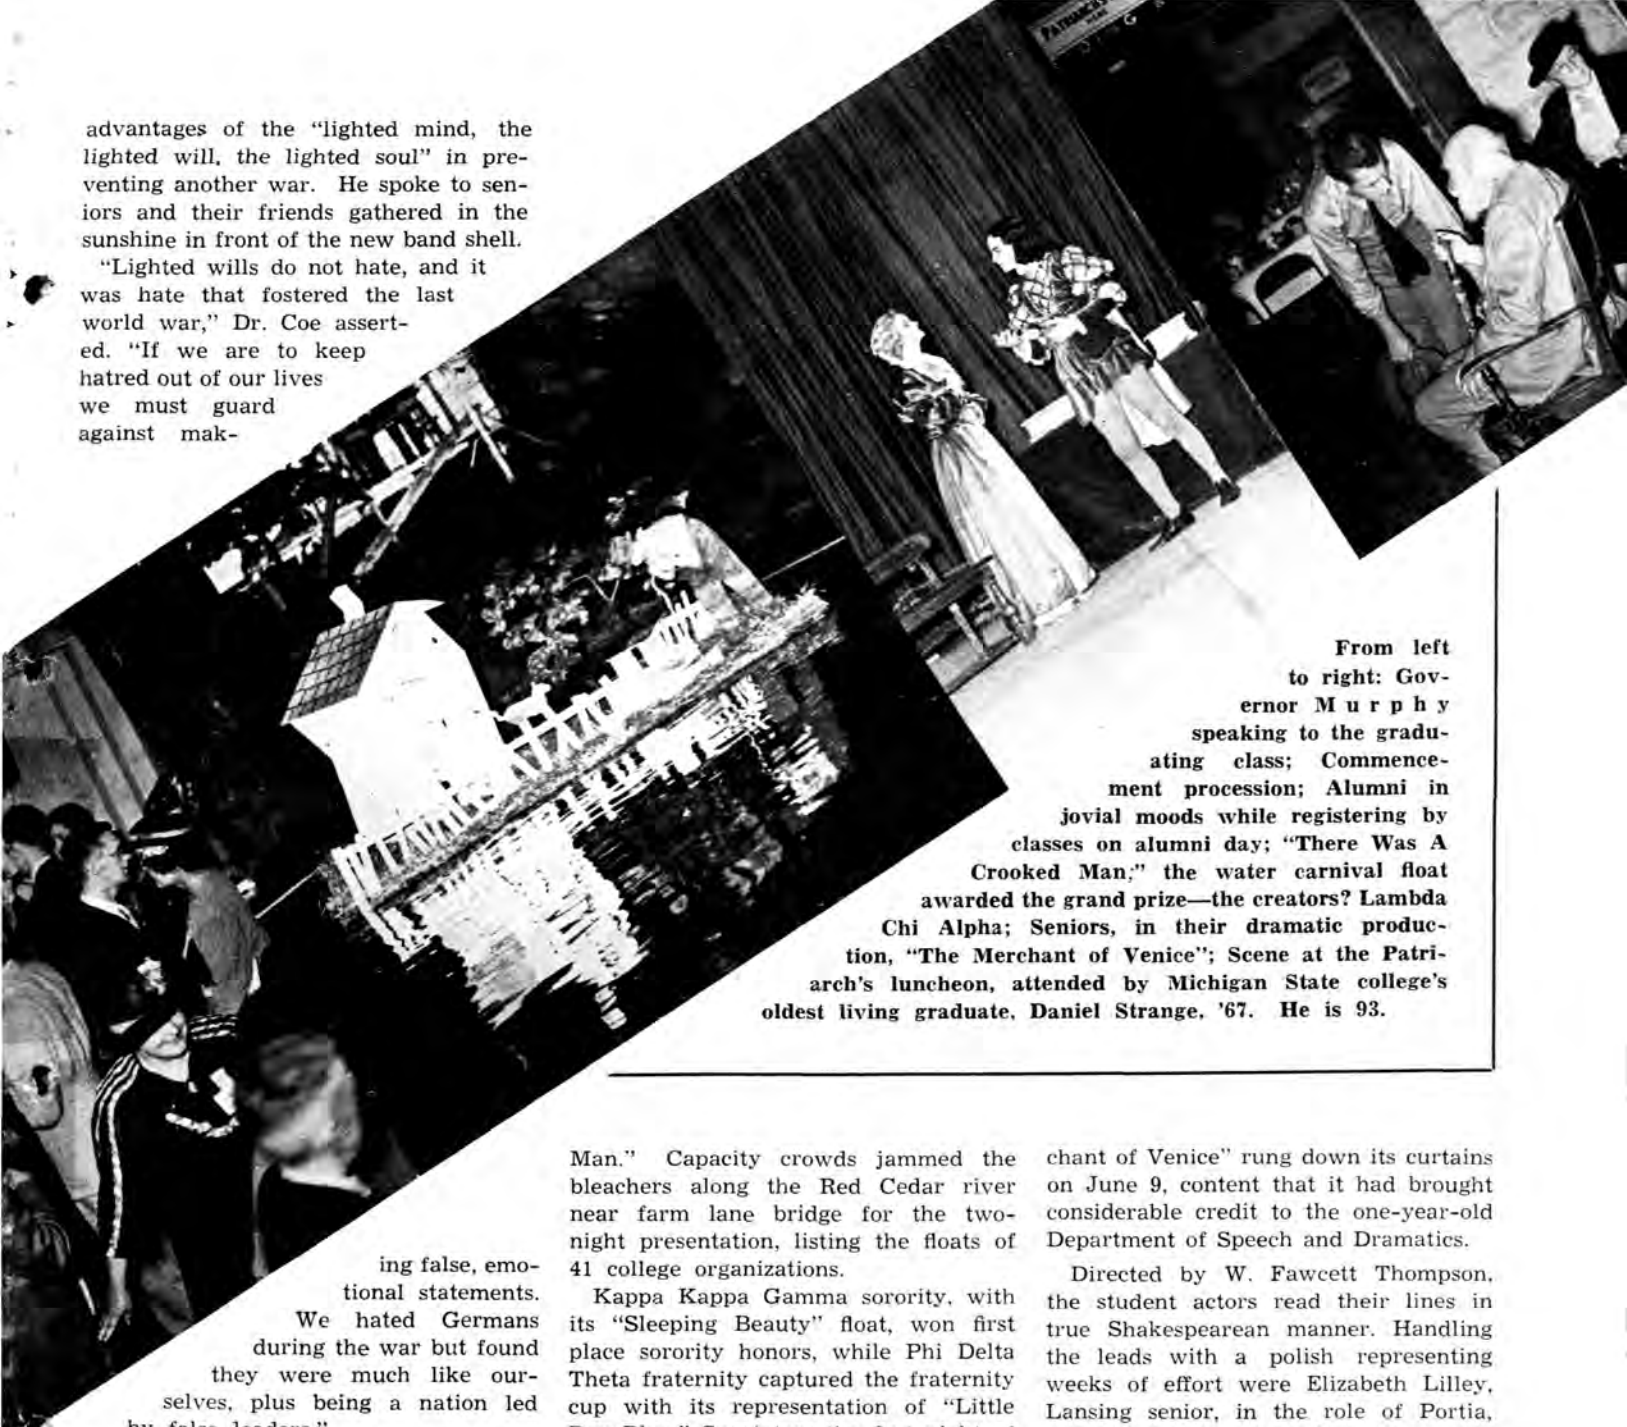 PATRIARCHS
advantages of the “lighted mind, the
lighted will, the lighted soul” in pre-
venting another war. He spoke to sen-
iors and their friends gathered in the
sunshine in front of the new band shell.
“Lighted wills do not hate, and it
was hate that fostered the last
world war,” Dr. Coe assert-
ed. “If we are to keep
hatred out of our lives
we must guard
against mak-
ing false, emo-
tional statements.
We hated Germans
during the war but found
they were much like our-
selves, plus being a nation led
by false leaders.”
From left
to right: Gov-
ernor Murphy
speaking to the gradu-
ating class; Commence-
ment procession; Alumni in
jovial moods while registering by
classes on alumni day; “There Was A
Crooked Man;” the water carnival float
awarded the grand prize—the creators? Lambda
Chi Alpha; Seniors, in their dramatic produc-
tion, “The Merchant of Venice”; Scene at the Patri-
arch’s luncheon, attended by Michigan State college’s
oldest living graduate, Daniel Strange, ’67. He is 93.
Man.” Capacity crowds jammed the
bleachers along the Red Cedar river
near farm lane bridge for the two-
night presentation, listing the floats of
41 college organizations.
Kappa Kappa Gamma sorority, with
its “Sleeping Beauty” float, won first
place sorority honors, while Phi Delta
Theta fraternity captured the fraternity
cup with its representation of “Little
chant of Venice” rung down its curtains
on June 9, content that it had brought
considerable credit to the one-year-old
Department of Speech and Dramatics.
Directed by W. Fawcett Thompson,
the student actors read their lines in
true Shakespearean manner. Handling
the leads with a polish representing
weeks of effort were Elizabeth Lilley,
Lansing senior, in the role of Portia,